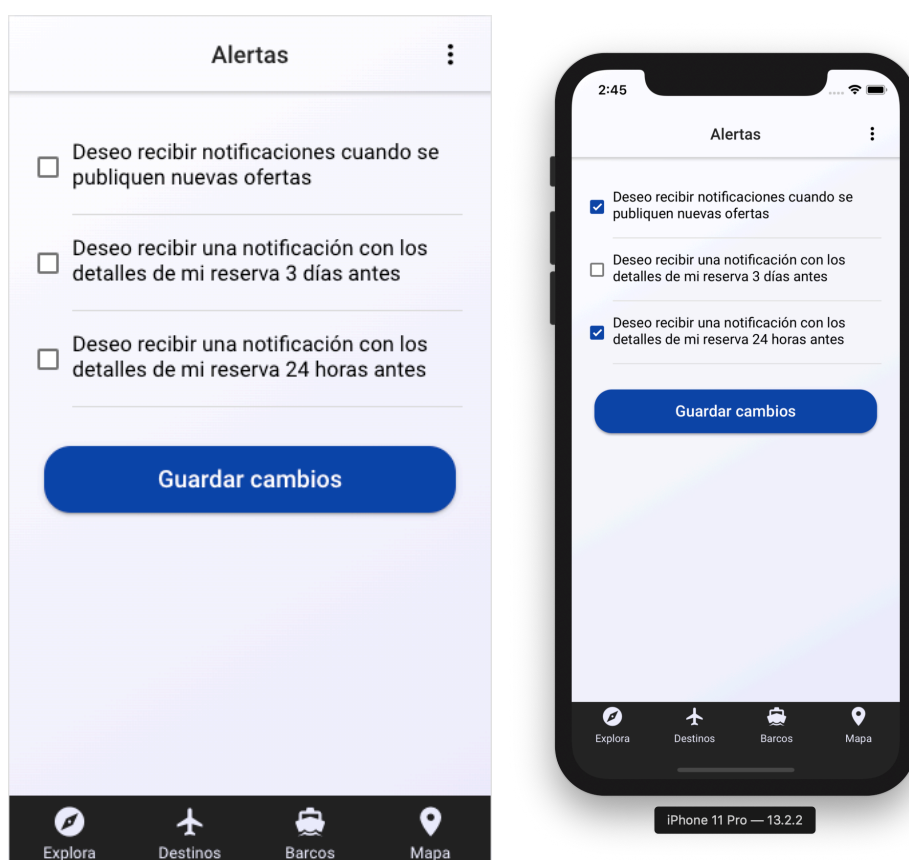 Alertas
Deseo recibir notificaciones cuando se
publiquen nuevas ofertas
Deseo recibir una notificación con los
detalles de mi reserva 3 días antes
Deseo recibir una notificación con los
detalles de mi reserva 24 horas antes
Guardar cambios
Explora
Destinos
Barcos
Mapa
2:45
Alertas
Deseo recibir notificaciones cuando se
publiquen nuevas ofertas
Deseo recibir una notificación con los
detalles de mi reserva 3 días antes
Deseo recibir una notificación con los
detalles de mi reserva 24 horas antes
Guardar cambios
Explora
Destinos
Barcos
Mapa
iPhone 11 Pro — 13.2.2